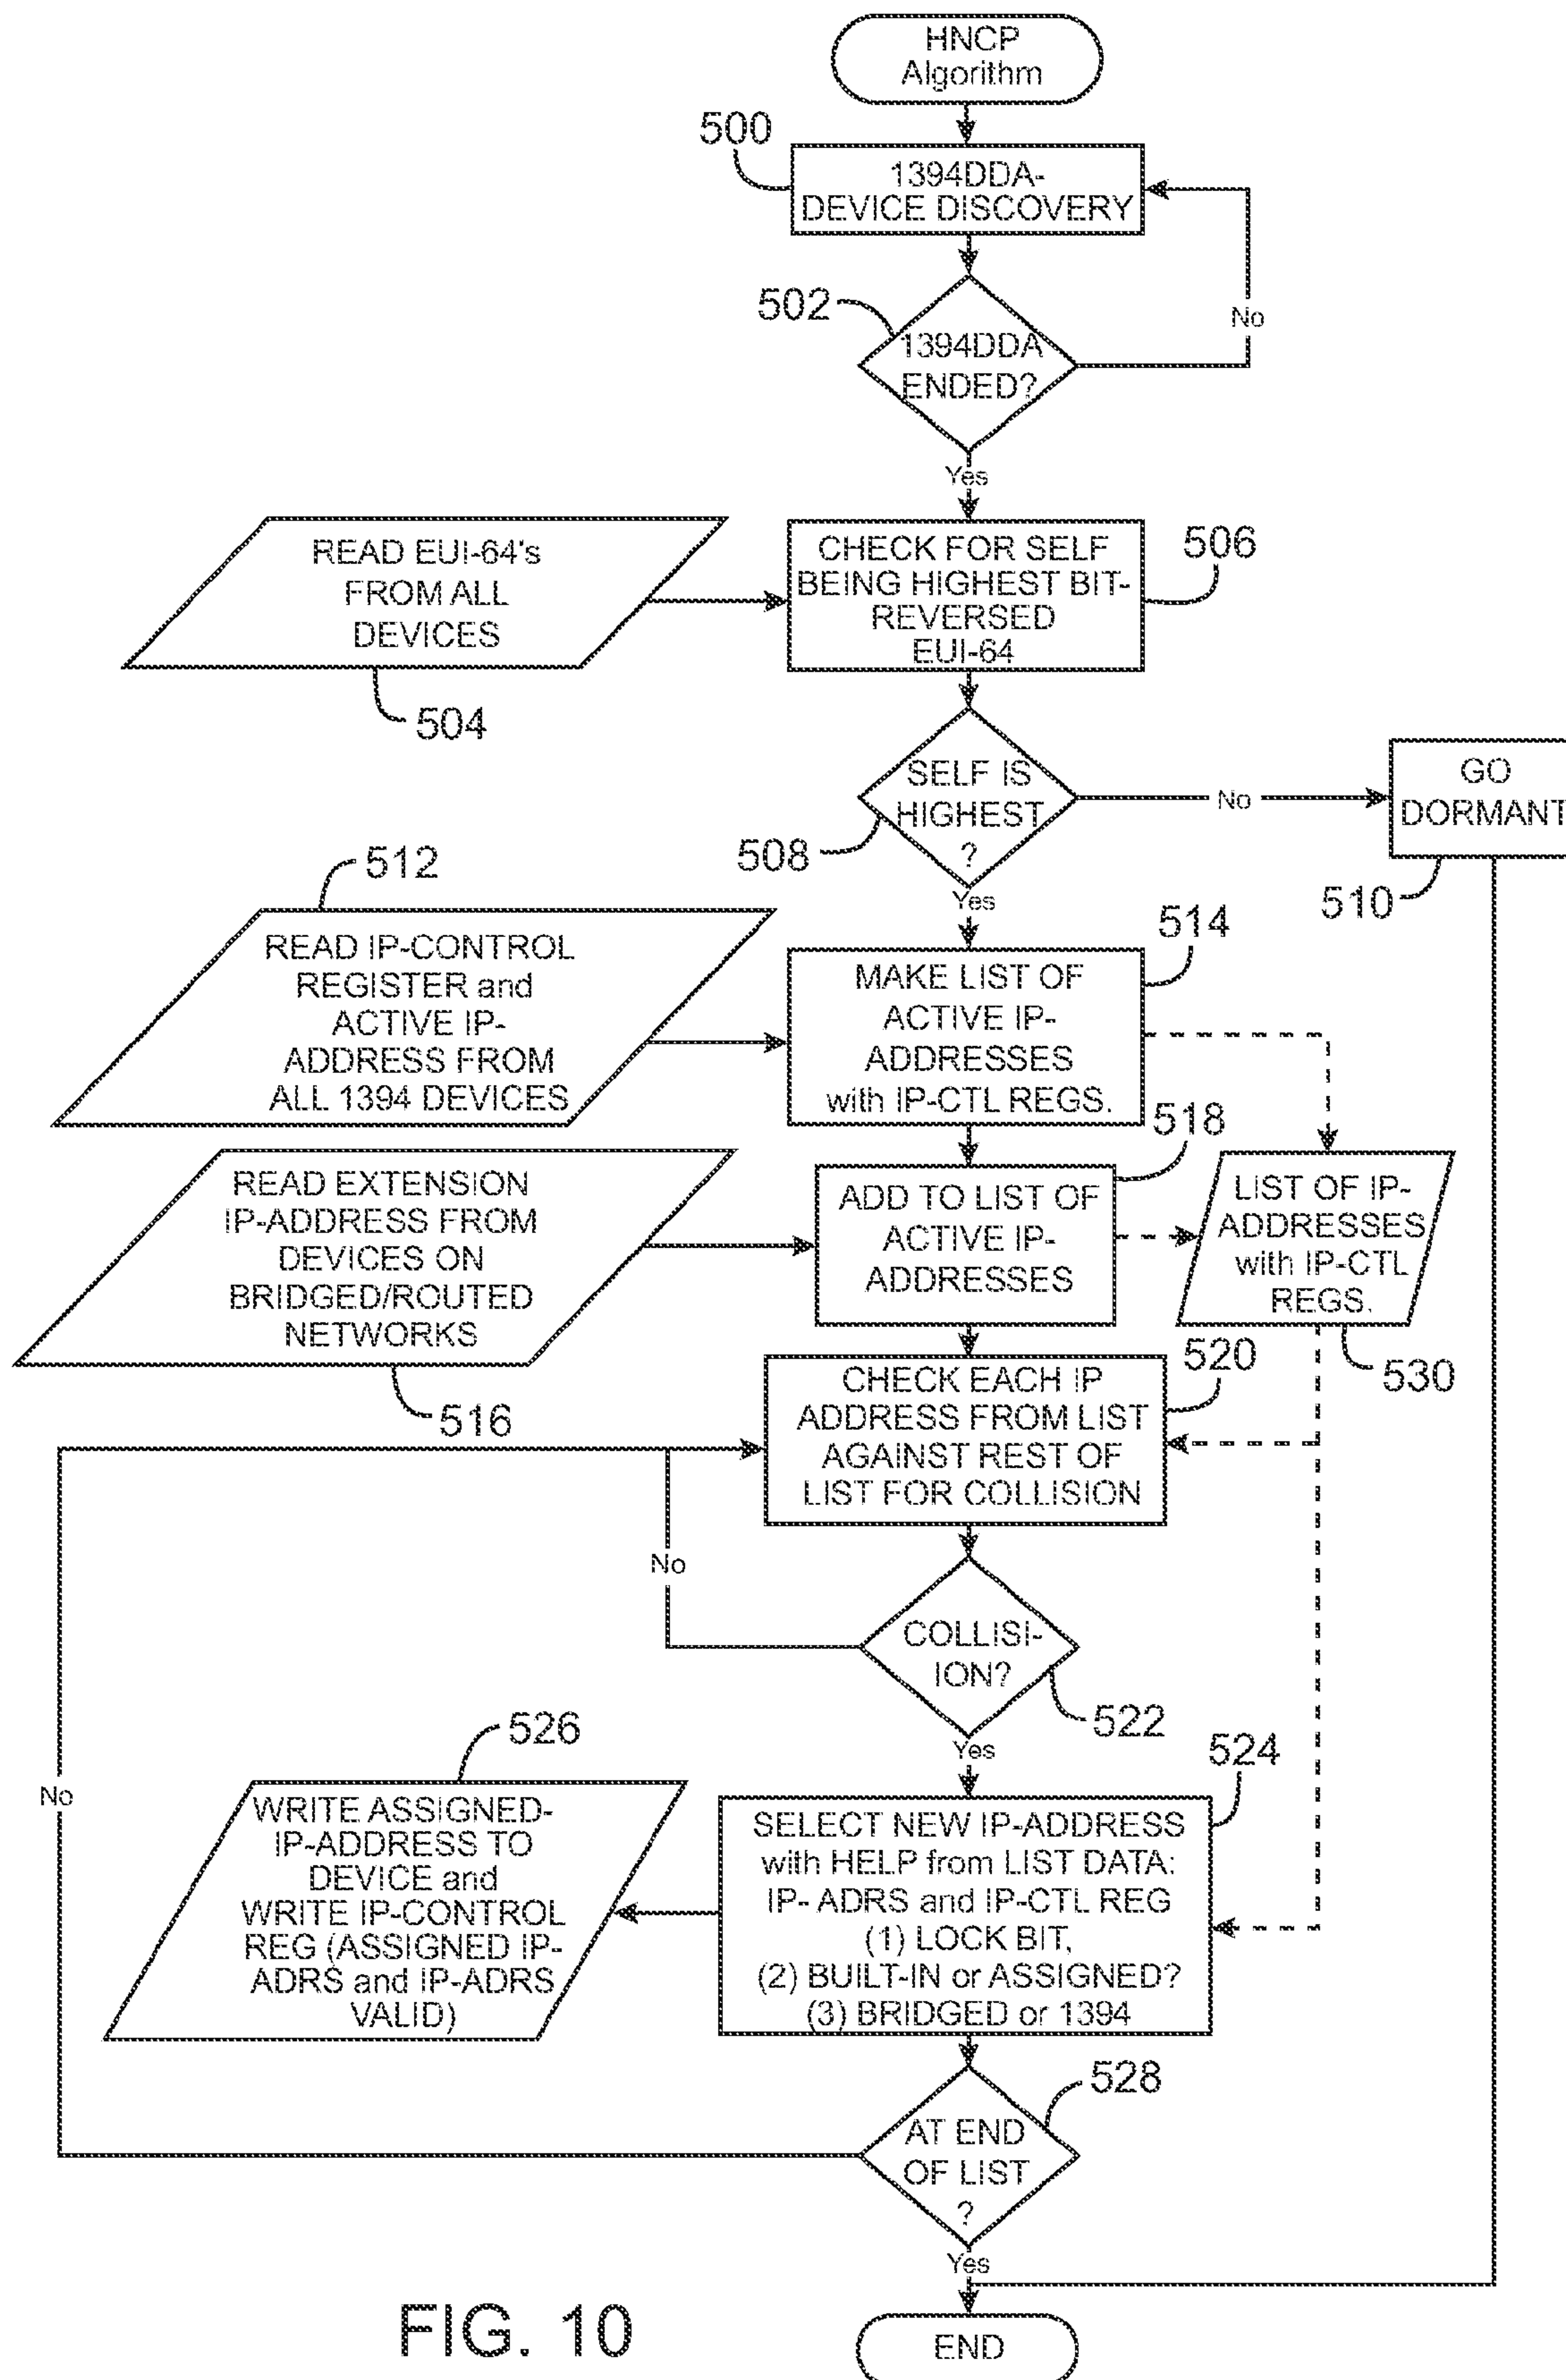 HNCP
Algorithm
500
1394DDA-
DEVICE DISCOVERY
502
1394DDA
ENDED?
No
Yes
READ EUI-64's
FROM ALL
DEVICES
504
CHECK FOR SELF
BEING HIGHEST BIT-
REVERSED
EUI-64
506
SELF IS
HIGHEST
?
508
No
GO
DORMANT
510
Yes
512
READ IP-CONTROL
REGISTER and
ACTIVE IP-
ADDRESS FROM
ALL 1394 DEVICES
514
MAKE LIST OF
ACTIVE IP-
ADDRESSES
with IP-CTL REGS.
518
READ EXTENSION
IP-ADDRESS FROM
DEVICES ON
BRIDGED/ROUTED
NETWORKS
516
ADD TO LIST OF
ACTIVE IP-
ADDRESSES
LIST OF IP-
ADDRESSES
with IP-CTL
REGS.
530
520
CHECK EACH IP
ADDRESS FROM LIST
AGAINST REST OF
LIST FOR COLLISION
No
COLLISI-
ION?
522
Yes
526
No
WRITE ASSIGNED-
IP-ADDRESS TO
DEVICE and
WRITE IP-CONTROL
REG (ASSIGNED IP-
ADRS and IP-ADRS
VALID)
524
SELECT NEW IP-ADDRESS
with HELP from LIST DATA:
IP- ADRS and IP-CTL REG
(1) LOCK BIT,
(2) BUILT-IN or ASSIGNED?
(3) BRIDGED or 1394
528
AT END
OF LIST
?
Yes
END
FIG. 10